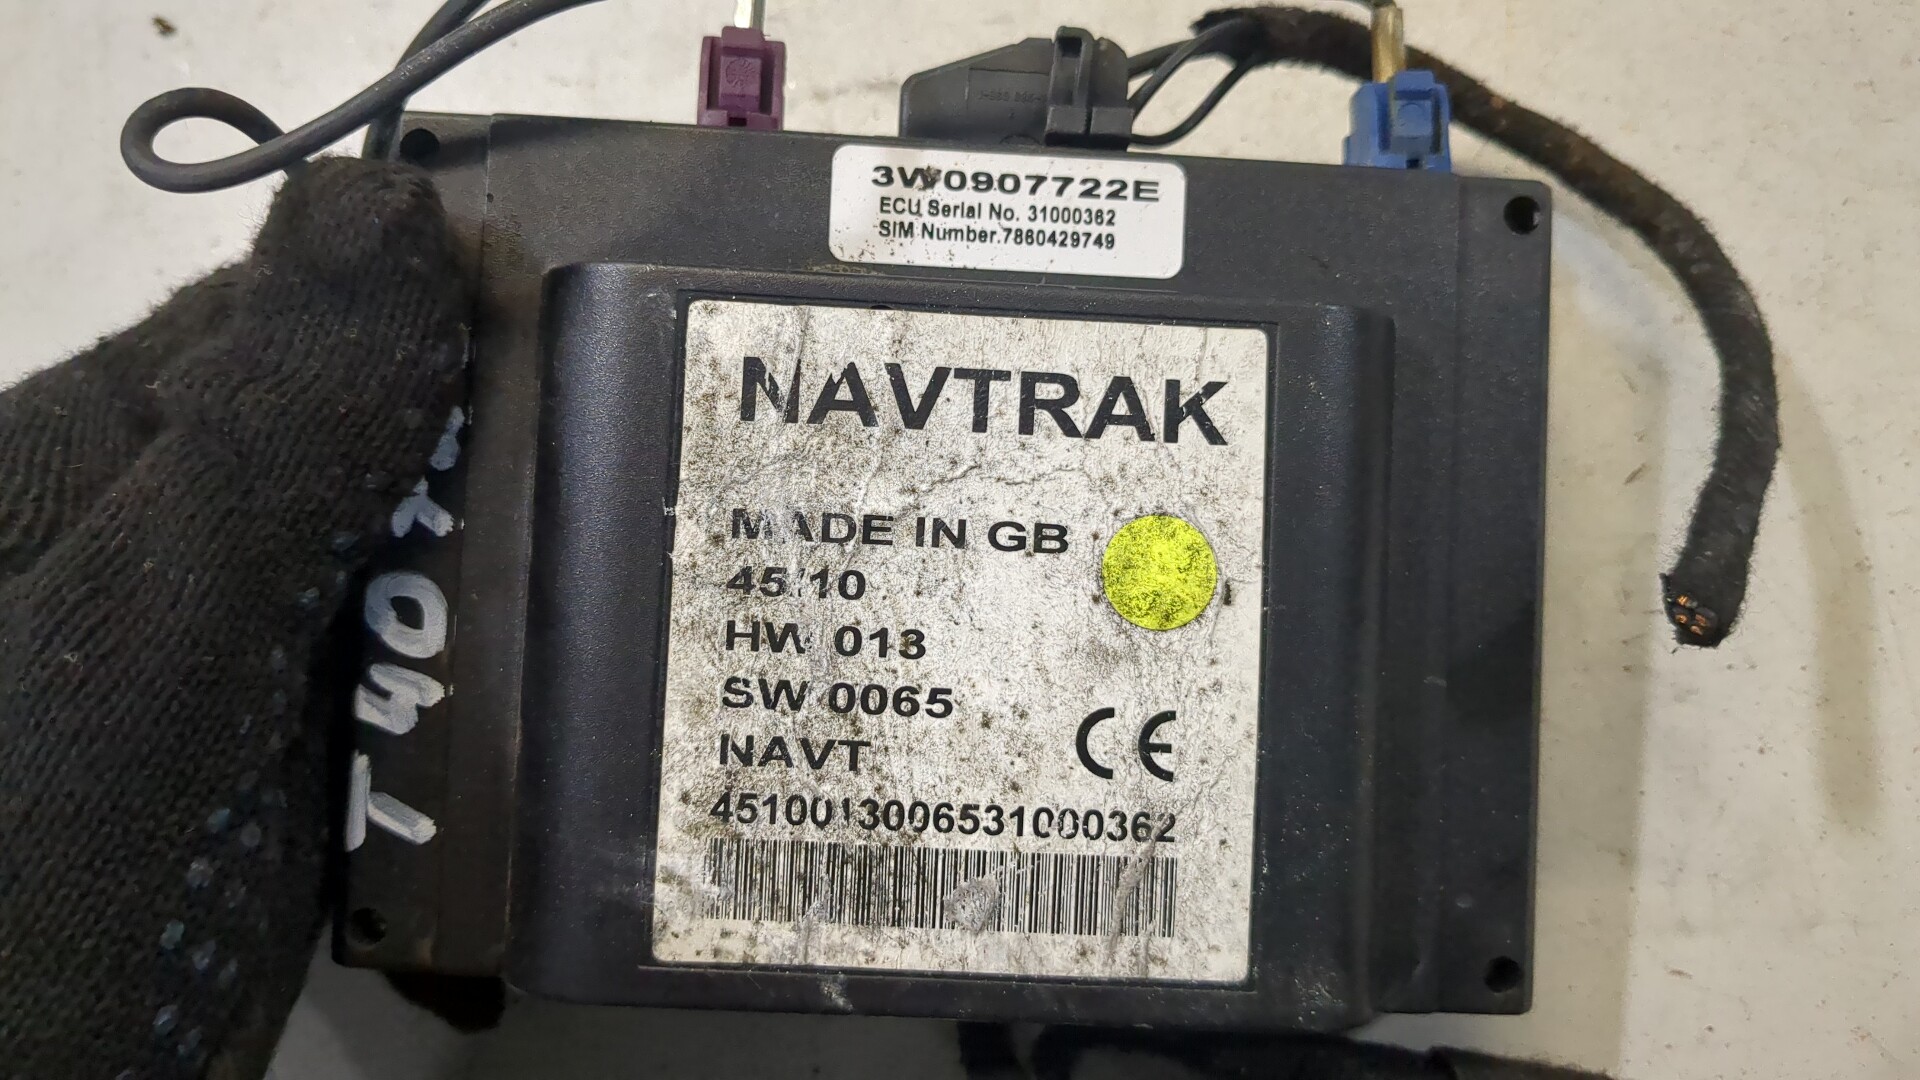 3W0907722E
ECU Serial No. 31000362
SIM Number.7860429749
NAVTRAK
MADE IN GB
45/10
HW 013
SW 0065
NAVT
4510013006531000362
CE